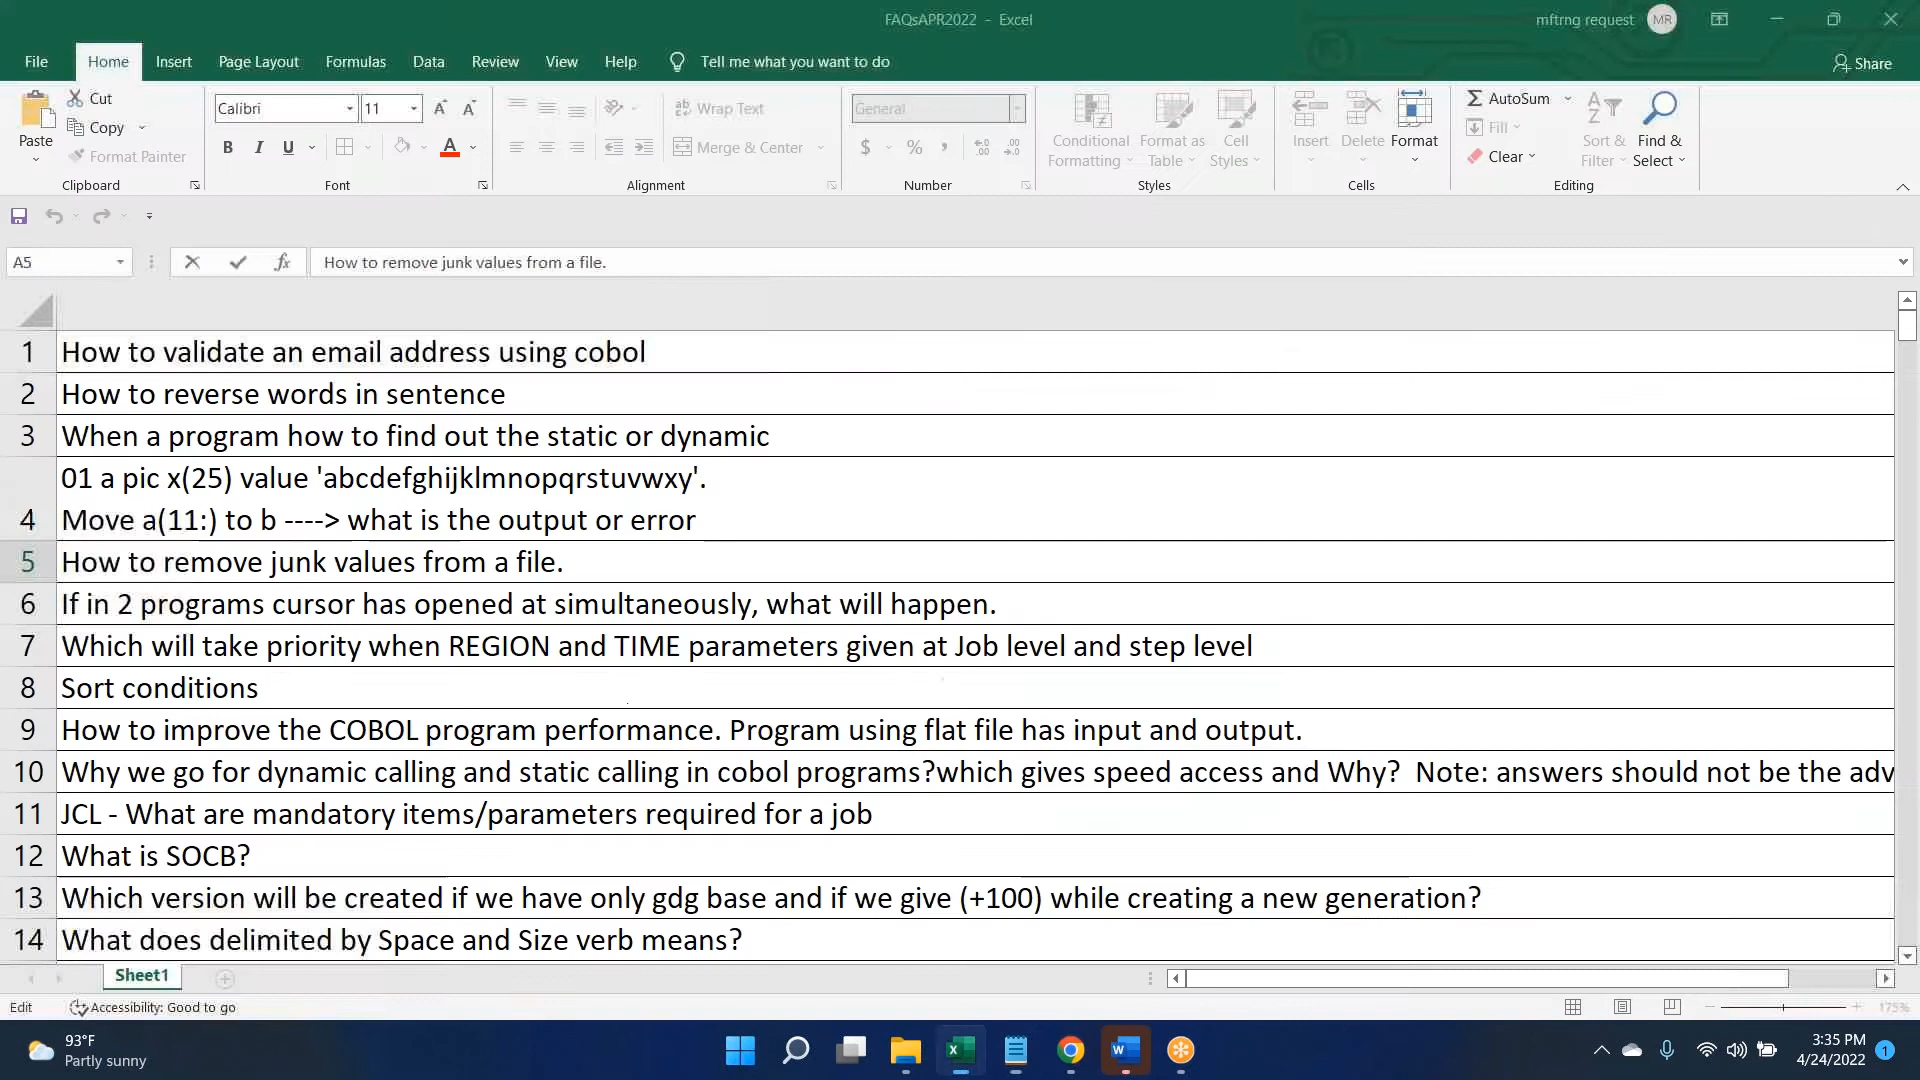 FAQsAPR2022 - Excel
mftrng request MR
File Home Insert Page Layout Formulas Data Review View Help Tell me what you want to do Share
Paste Cut
Copy
Format Painter
Clipboard
Calibri 11
B I U A
Font
Wrap Text
Merge & Center
Alignment
General
$ % ,
Number
Conditional Formatting
Format as Table
Cell Styles
Styles
Insert Delete Format
Cells
AutoSum
Fill
Clear
Sort & Filter
Find & Select
Editing
A5 fx How to remove junk values from a file.
1 How to validate an email address using cobol
2 How to reverse words in sentence
3 When a program how to find out the static or dynamic
01 a pic x(25) value 'abcdefghijklmnopqrstuvwxy'.
4 Move a(11:) to b ----> what is the output or error
5 How to remove junk values from a file.
6 If in 2 programs cursor has opened at simultaneously, what will happen.
7 Which will take priority when REGION and TIME parameters given at Job level and step level
8 Sort conditions
9 How to improve the COBOL program performance. Program using flat file has input and output.
10 Why we go for dynamic calling and static calling in cobol programs?which gives speed access and Why? Note: answers should not be the adv
11 JCL - What are mandatory items/parameters required for a job
12 What is SOCB?
13 Which version will be created if we have only gdg base and if we give (+100) while creating a new generation?
14 What does delimited by Space and Size verb means?
Sheet1
Edit Accessibility: Good to go 175%
93°F
Partly sunny
3:35 PM
4/24/2022 1